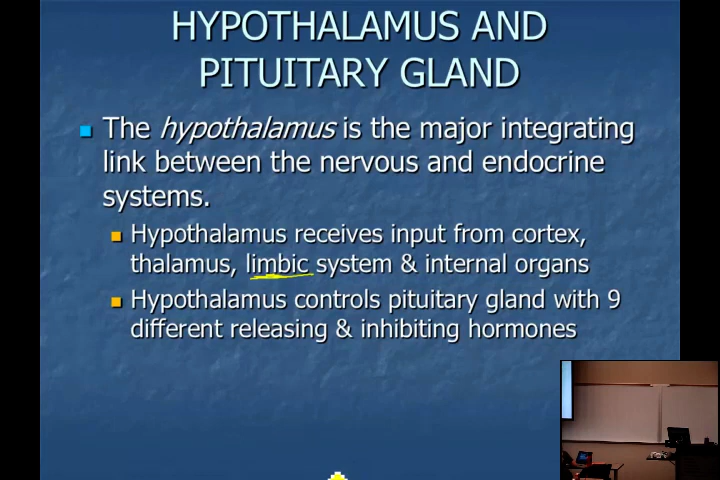 HYPOTHALAMUS AND
PITUITARY GLAND
The hypothalamus is the major integrating
link between the nervous and endocrine
systems.
Hypothalamus receives input from cortex,
thalamus, limbic system & internal organs
Hypothalamus controls pituitary gland with 9
different releasing & inhibiting hormones